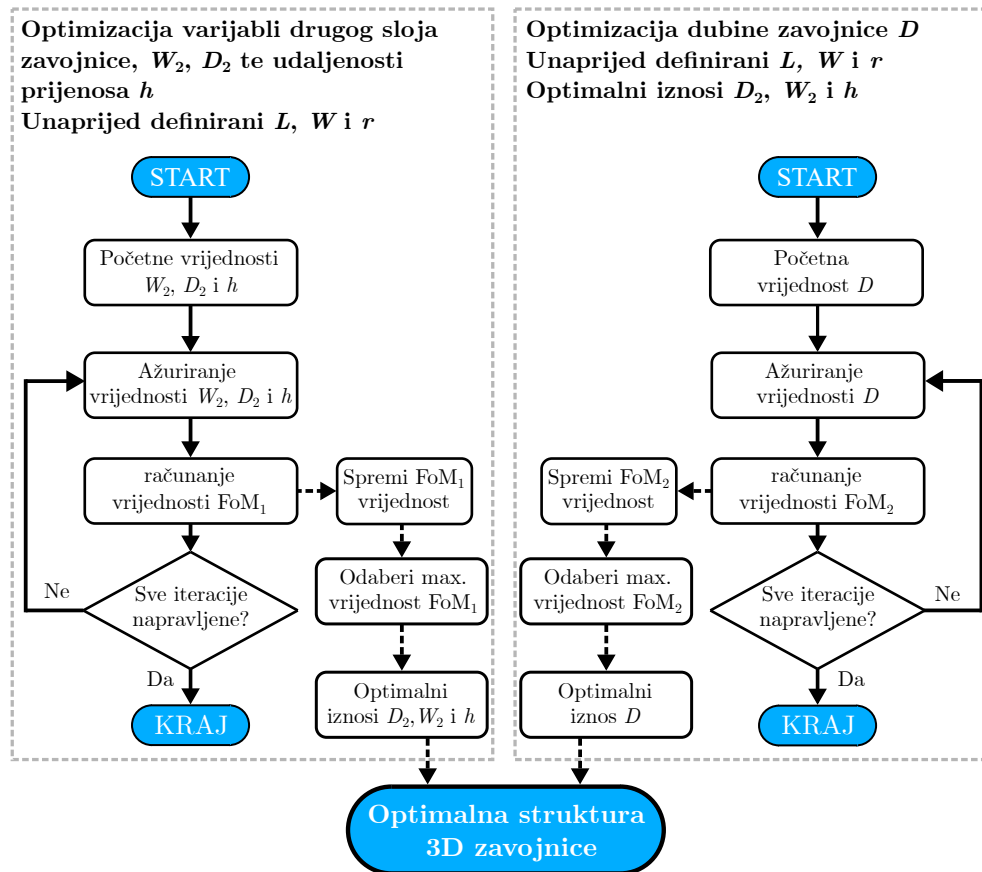 Optimizacija varijabli drugog sloja
zavojnice, W₂, D₂ te udaljenosti
prijenosa h
Unaprijed definirani L, W i r
START
Početne vrijednosti
W₂, D₂ i h
Ažuriranje
vrijednosti W₂, D₂ i h
računanje
vrijednosti FoM₁
Spremi FoM₁
vrijednost
Ne
Sve iteracije
napravljene?
Odaberi max.
vrijednost FoM₁
Da
KRAJ
Optimalni
iznosi D₂, W₂ i h
Optimizacija dubine zavojnice D
Unaprijed definirani L, W i r
Optimalni iznosi D₂, W₂ i h
START
Početna
vrijednost D
Ažuriranje
vrijednosti D
računanje
vrijednosti FoM₂
Spremi FoM₂
vrijednost
Odaberi max.
vrijednost FoM₂
Sve iteracije
napravljene?
Ne
Da
KRAJ
Optimalni
iznos D
Optimalna struktura
3D zavojnice